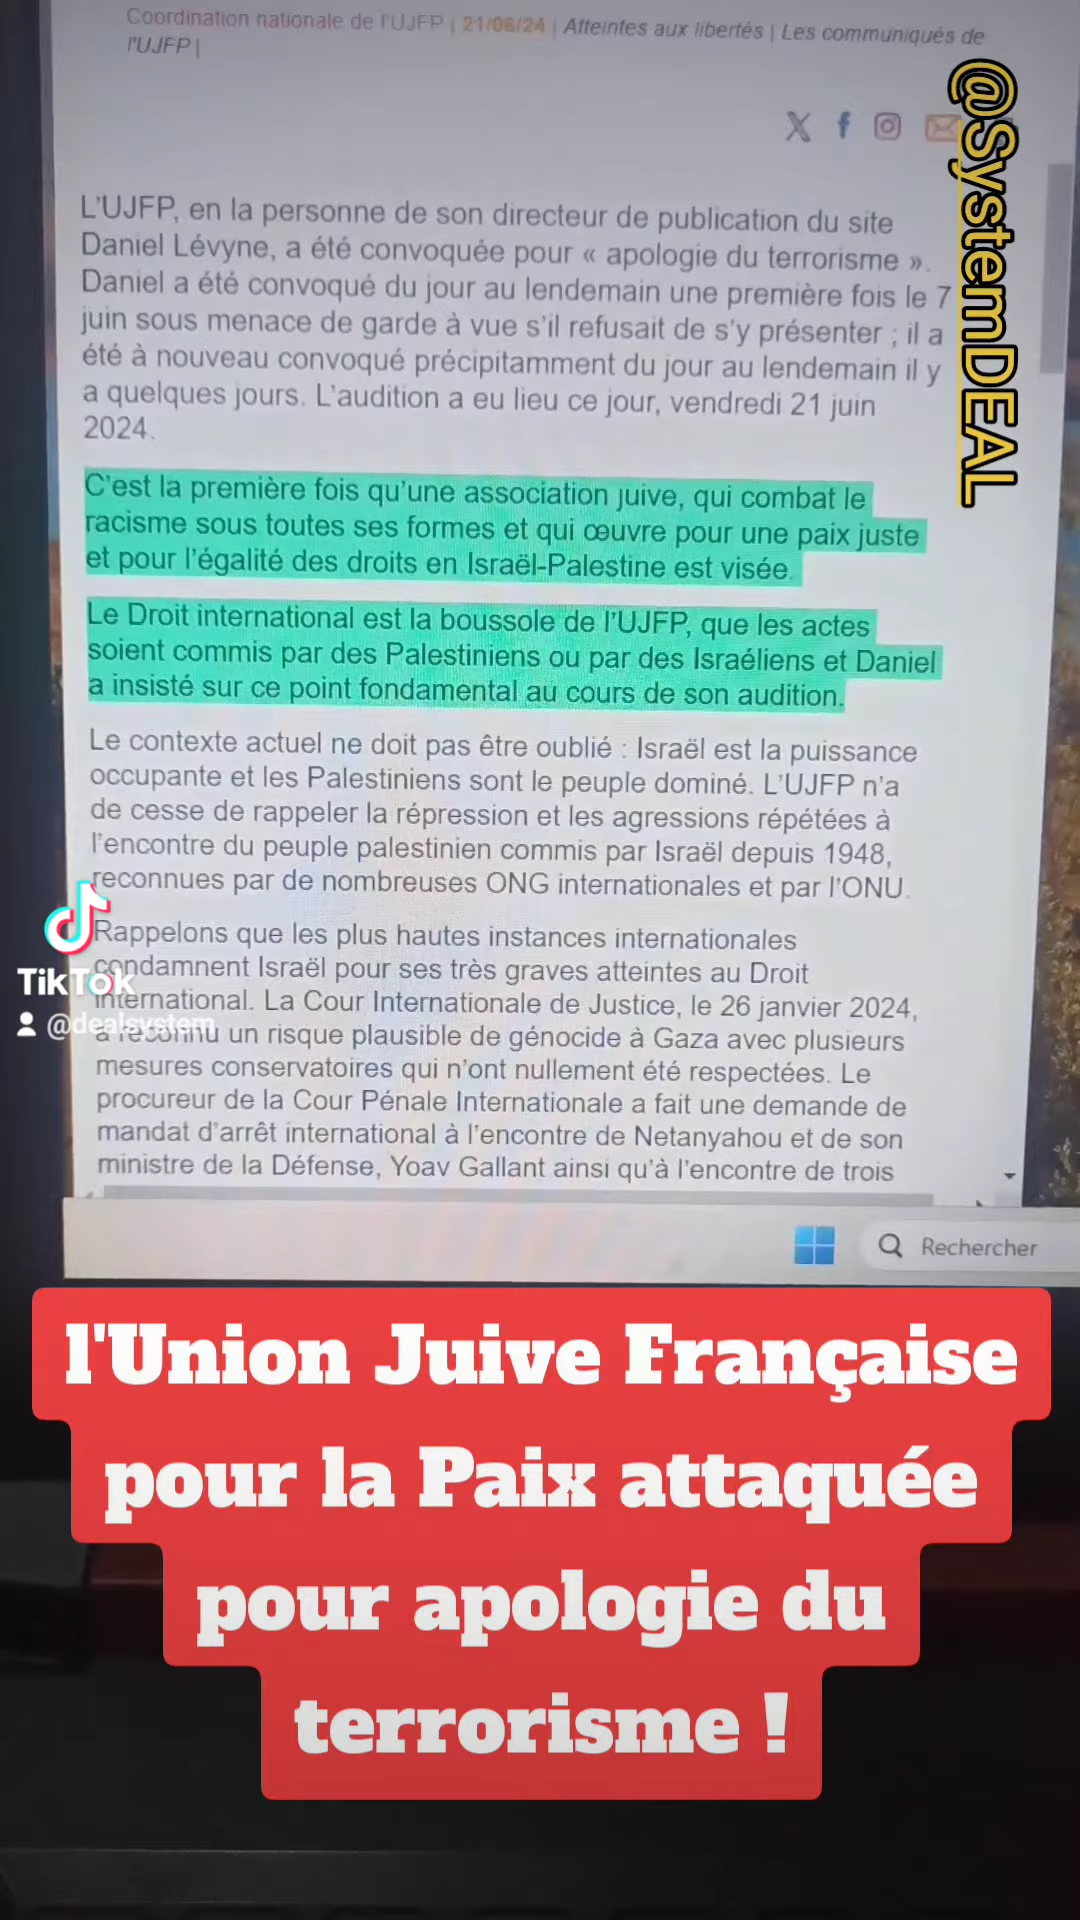 Coordination nationale de l'UJFP | 21/06/24 | Atteintes aux libertés | Les communiqués de
l'UJFP |
@SystemDEAL
L'UJFP, en la personne de son directeur de publication du site
Daniel Lévyne, a été convoquée pour « apologie du terrorisme ».
Daniel a été convoqué du jour au lendemain une première fois le 7
juin sous menace de garde à vue s'il refusait de s'y présenter ; il a
été à nouveau convoqué précipitamment du jour au lendemain il y
a quelques jours. L'audition a eu lieu ce jour, vendredi 21 juin
2024.
C'est la première fois qu'une association juive, qui combat le
racisme sous toutes ses formes et qui œuvre pour une paix juste
et pour l'égalité des droits en Israël-Palestine est visée.
Le Droit international est la boussole de l'UJFP, que les actes
soient commis par des Palestiniens ou par des Israéliens et Daniel
a insisté sur ce point fondamental au cours de son audition.
Le contexte actuel ne doit pas être oublié : Israël est la puissance
occupante et les Palestiniens sont le peuple dominé. L'UJFP n'a
de cesse de rappeler la répression et les agressions répétées à
l'encontre du peuple palestinien commis par Israël depuis 1948,
reconnues par de nombreuses ONG internationales et par l'ONU.
Rappelons que les plus hautes instances internationales
condamnent Israël pour ses très graves atteintes au Droit
international. La Cour Internationale de Justice, le 26 janvier 2024,
a reconnu un risque plausible de génocide à Gaza avec plusieurs
mesures conservatoires qui n'ont nullement été respectées. Le
procureur de la Cour Pénale Internationale a fait une demande de
mandat d'arrêt international à l'encontre de Netanyahou et de son
ministre de la Défense, Yoav Gallant ainsi qu'à l'encontre de trois
TikTok
@dealsystem
Rechercher
l'Union Juive Française
pour la Paix attaquée
pour apologie du
terrorisme !